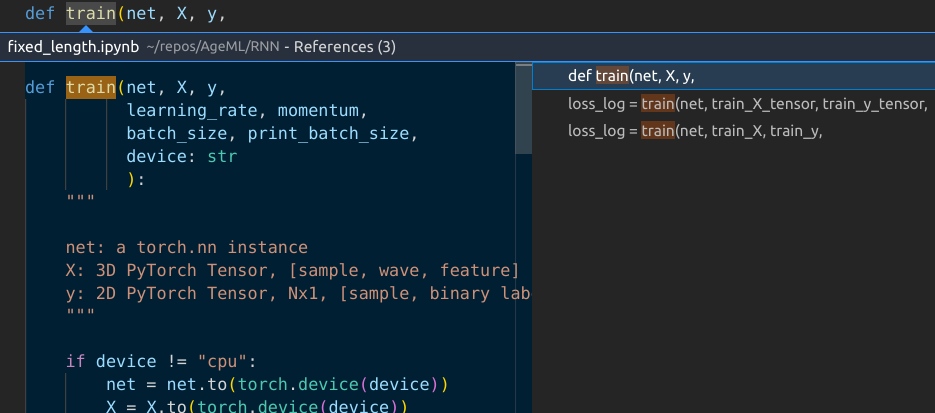 def train(net, X, y,
fixed_length.ipynb ~/repos/AgeML/RNN - References (3)
def train(net, X, y,
learning_rate, momentum,
batch_size, print_batch_size,
device: str
):
"""
net: a torch.nn instance
X: 3D PyTorch Tensor, [sample, wave, feature]
y: 2D PyTorch Tensor, Nx1, [sample, binary lab
"""
if device != "cpu":
net = net.to(torch.device(device))
X = X.to(torch.device(device))
def train(net, X, y,
loss_log = train(net, train_X_tensor, train_y_tensor,
loss_log = train(net, train_X, train_y,